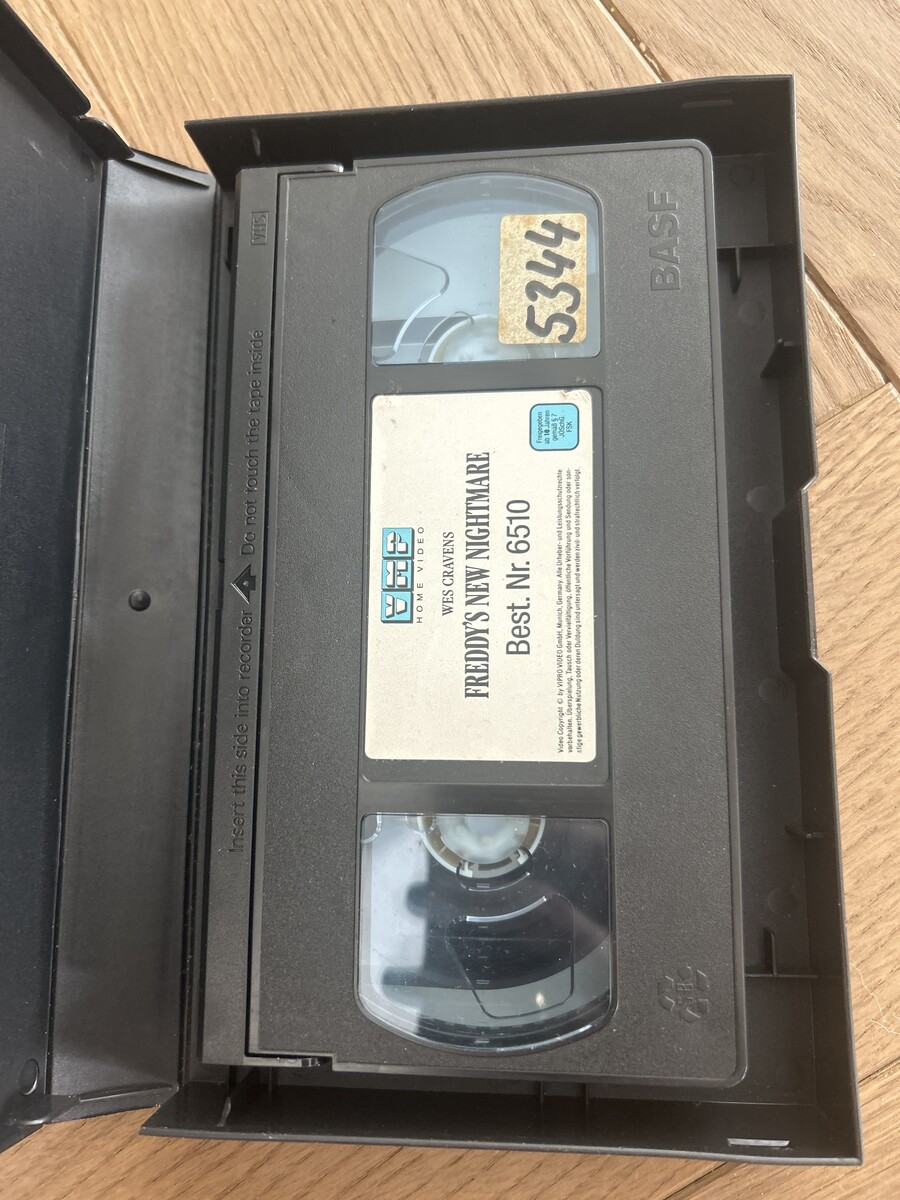 VHS
Insert this side into recorder Do not touch the tape inside
VMP
HOME VIDEO
WES CRAVENS
FREDDY'S NEW NIGHTMARE
Best. Nr. 6510
Freigegeben
ab 16 Jahren
gemäß § 7
JÖSchG
FSK
Video Copyright © by VIPRO VIDEO GmbH, Munich, Germany. Alle Urheber- und Leistungsschutzrechte
vorbehalten. Überspielung, Tausch oder Vervielfältigung, öffentliche Vorführung und Sendung oder son-
stige gewerbliche Nutzung oder deren Duldung sind untersagt und werden zivil- und strafrechtlich verfolgt.
5344
BASF